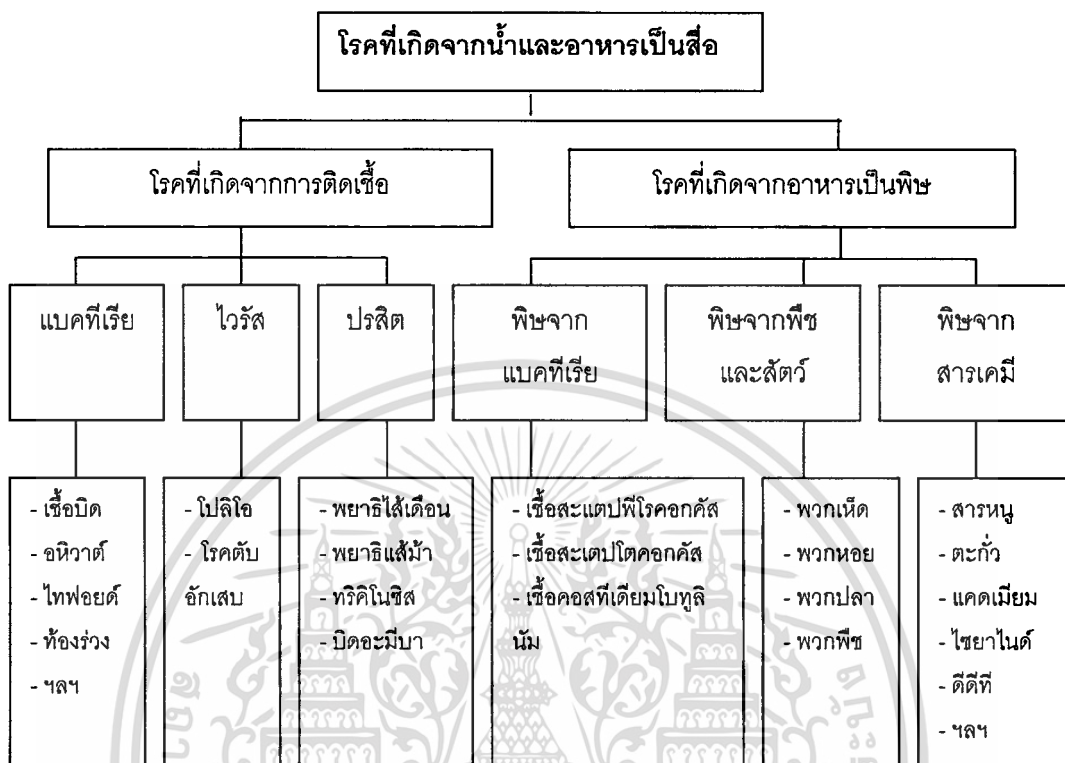 โรคที่เกิดจากน้ำและอาหารเป็นสื่อ
โรคที่เกิดจากการติดเชื้อ
โรคที่เกิดจากอาหารเป็นพิษ
แบคทีเรีย
ไวรัส
ปรสิต
พิษจาก
แบคทีเรีย
พิษจากพืช
และสัตว์
พิษจาก
สารเคมี
- เชื้อบิด
- อหิวาต์
- ไทฟอยด์
- ท้องร่วง
- ฯลฯ
- โปลิโอ
- โรคตับ
อักเสบ
- พยาธิไส้เดือน
- พยาธิแส้ม้า
- ทริคิโนซิส
- บิดอะมีบา
- เชื้อสะแตปฟีโรคอกคัส
- เชื้อสะเตปโตคอกคัส
- เชื้อคอสทีเดียมโบทูลิ
นัม
- พวกเห็ด
- พวกหอย
- พวกปลา
- พวกพืช
- สารหนู
- ตะกั่ว
- แคดเมียม
- ไซยาไนด์
- ดีดีที
- ฯลฯ